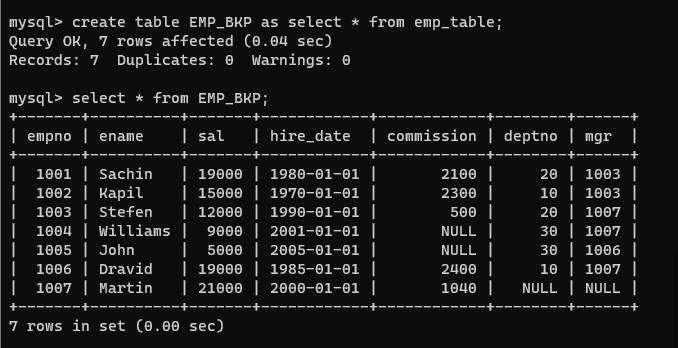 mysql> create table EMP_BKP as select * from emp_table;
Query OK, 7 rows affected (0.04 sec)
Records: 7  Duplicates: 0  Warnings: 0

mysql> select * from EMP_BKP;
+-------+----------+-------+------------+------------+--------+------+
| empno | ename    | sal   | hire_date  | commission | deptno | mgr  |
+-------+----------+-------+------------+------------+--------+------+
|  1001 | Sachin   | 19000 | 1980-01-01 |       2100 |     20 | 1003 |
|  1002 | Kapil    | 15000 | 1970-01-01 |       2300 |     10 | 1003 |
|  1003 | Stefen   | 12000 | 1990-01-01 |        500 |     20 | 1007 |
|  1004 | Williams |  9000 | 2001-01-01 |       NULL |     30 | 1007 |
|  1005 | John     |  5000 | 2005-01-01 |       NULL |     30 | 1006 |
|  1006 | Dravid   | 19000 | 1985-01-01 |       2400 |     10 | 1007 |
|  1007 | Martin   | 21000 | 2000-01-01 |       1040 |   NULL | NULL |
+-------+----------+-------+------------+------------+--------+------+
7 rows in set (0.00 sec)